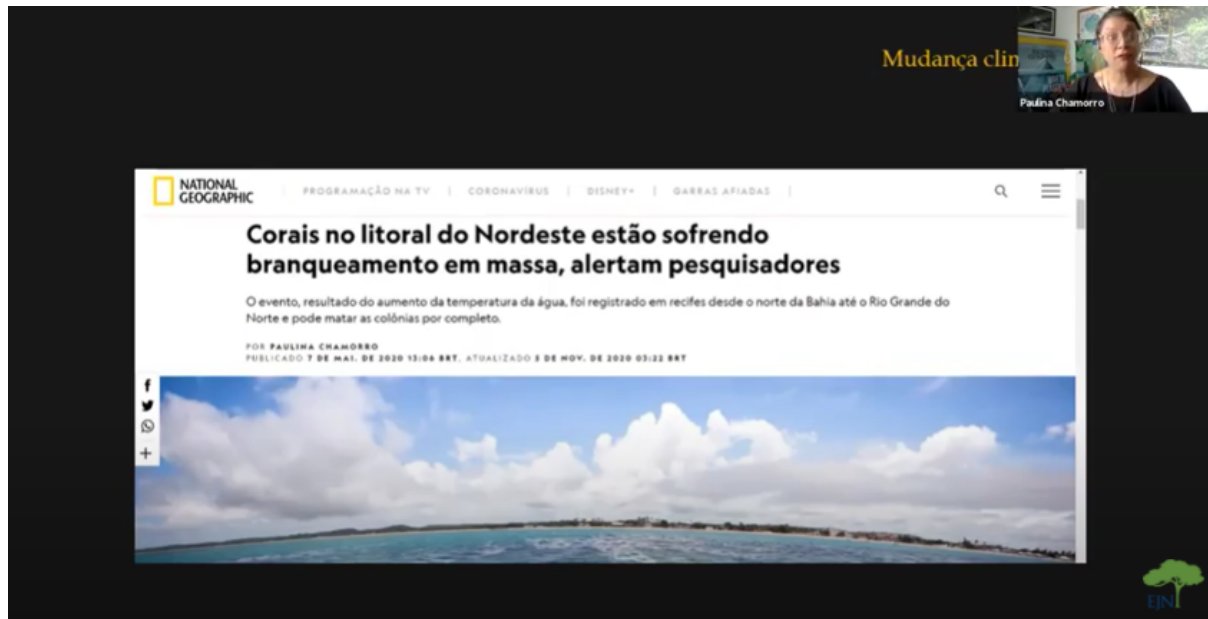 Mudança clim
Paulina Chamorro
NATIONAL
GEOGRAPHIC
PROGRAMAÇÃO NA TV | CORONAVÍRUS | DISNEY+ | GARRAS AFIADAS |
Corais no litoral do Nordeste estão sofrendo
branqueamento em massa, alertam pesquisadores
O evento, resultado do aumento da temperatura da água, foi registrado em recifes desde o norte da Bahia até o Rio Grande do
Norte e pode matar as colônias por completo.
POR PAULINA CHAMORRO
PUBLICADO 7 DE MAI. DE 2020 13:06 BRT, ATUALIZADO 5 DE NOV. DE 2020 03:22 BRT
EJN